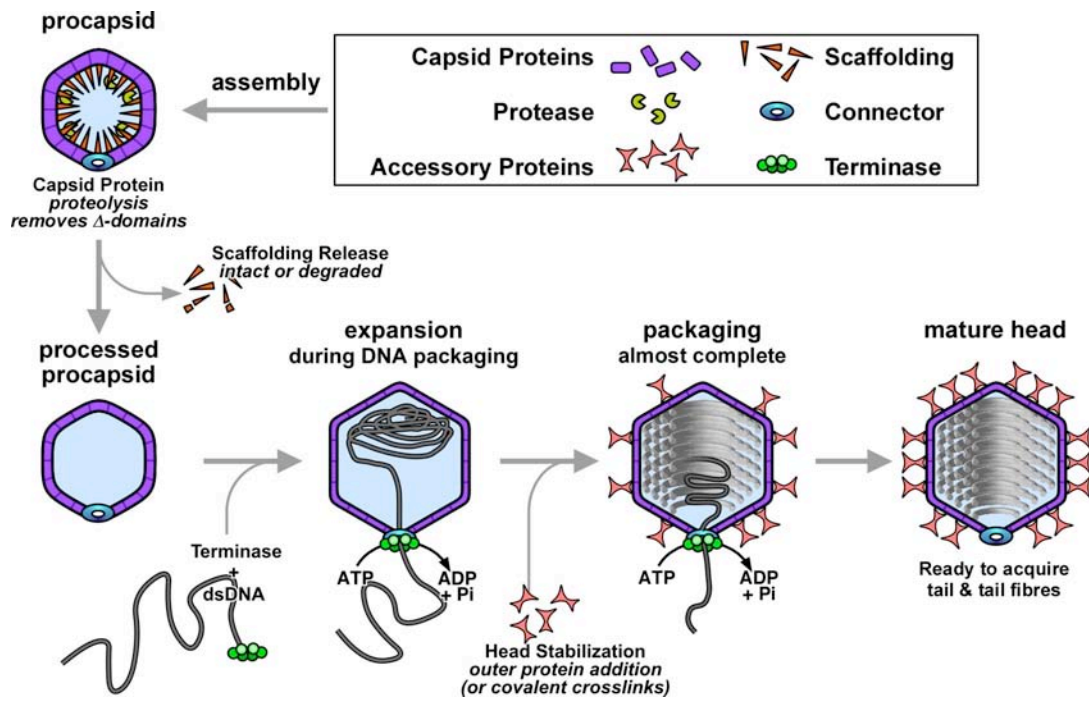 procapsid
assembly
Capsid Proteins
Scaffolding
Protease
Connector
Accessory Proteins
Terminase
Capsid Protein
proteolysis
removes Δ-domains
Scaffolding Release
intact or degraded
processed
procapsid
expansion
during DNA packaging
packaging
almost complete
mature head
Terminase
+
dsDNA
ATP
ADP
+ Pi
Head Stabilization
outer protein addition
(or covalent crosslinks)
ATP
ADP
+ Pi
Ready to acquire
tail & tail fibres